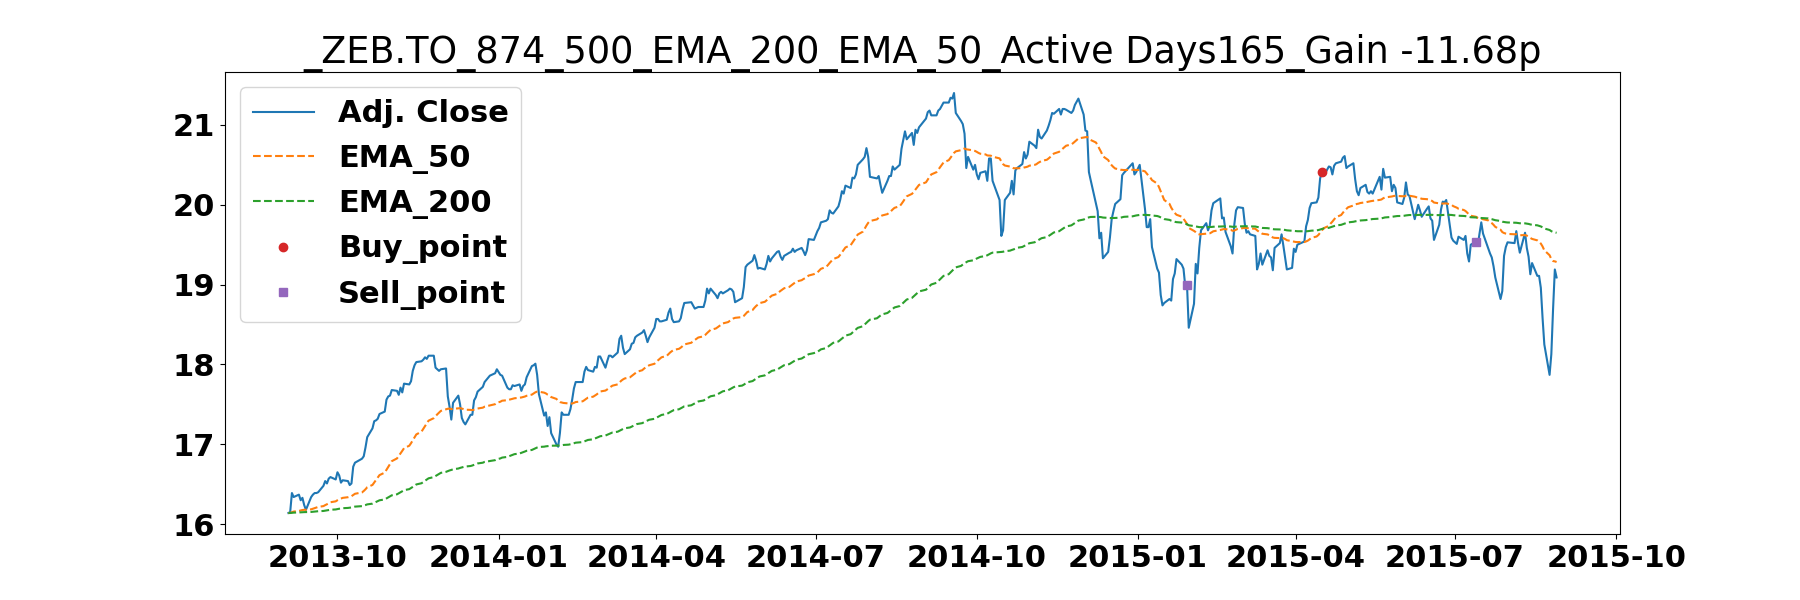 _ZEB.TO_874_500_EMA_200_EMA_50_Active Days165_Gain -11.68p
Adj. Close
EMA_50
EMA_200
Buy_point
Sell_point
21
20
19
18
17
16
2013-10 2014-01 2014-04 2014-07 2014-10 2015-01 2015-04 2015-07 2015-10